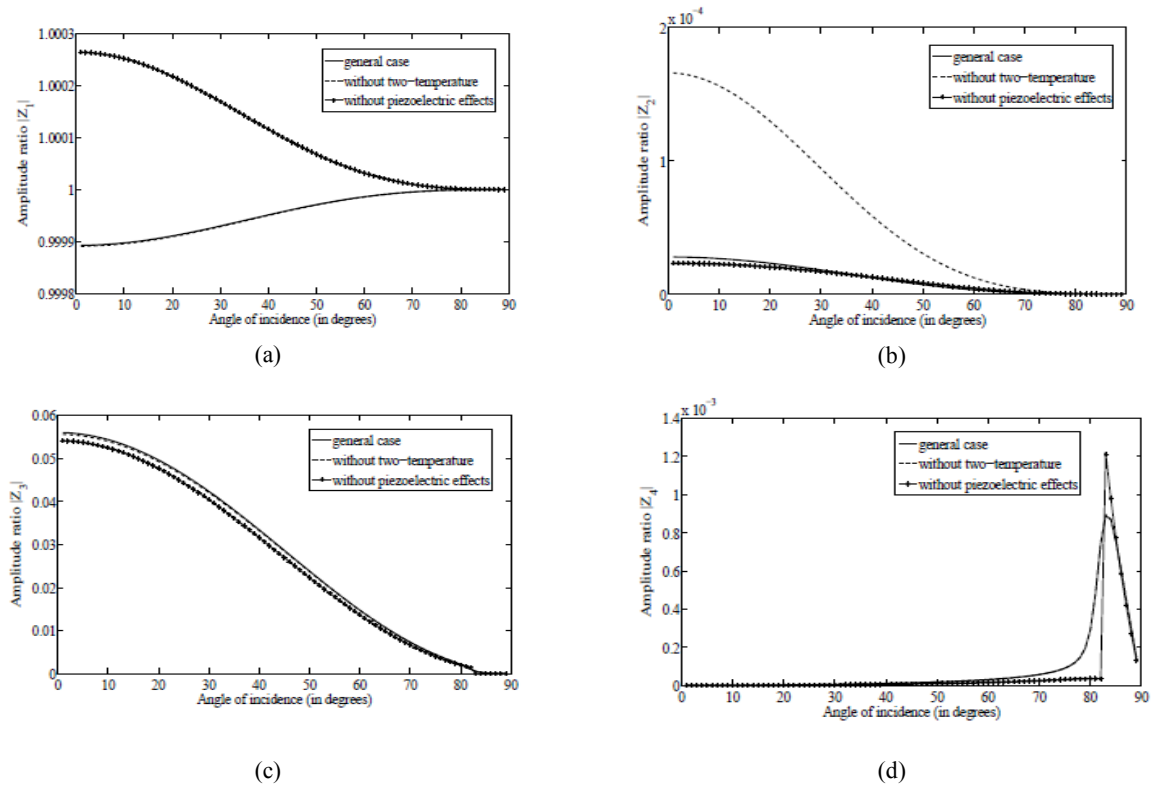 1.0003
1.0002
1.0001
1
0.9999
0.9998
0 10 20 30 40 50 60 70 80 90
Amplitude ratio |Z1|
Angle of incidence (in degrees)
general case
without two-temperature
without piezoelectric effects
(a)
2 x 10^-4
1
0
0 10 20 30 40 50 60 70 80 90
Amplitude ratio |Z2|
Angle of incidence (in degrees)
general case
without two-temperature
without piezoelectric effects
(b)
0.06
0.05
0.04
0.03
0.02
0.01
0
0 10 20 30 40 50 60 70 80 90
Amplitude ratio |Z3|
Angle of incidence (in degrees)
general case
without two-temperature
without piezoelectric effects
(c)
1.4 x 10^-3
1.2
1
0.8
0.6
0.4
0.2
0
0 10 20 30 40 50 60 70 80 90
Amplitude ratio |Z4|
Angle of incidence (in degrees)
general case
without two-temperature
without piezoelectric effects
(d)